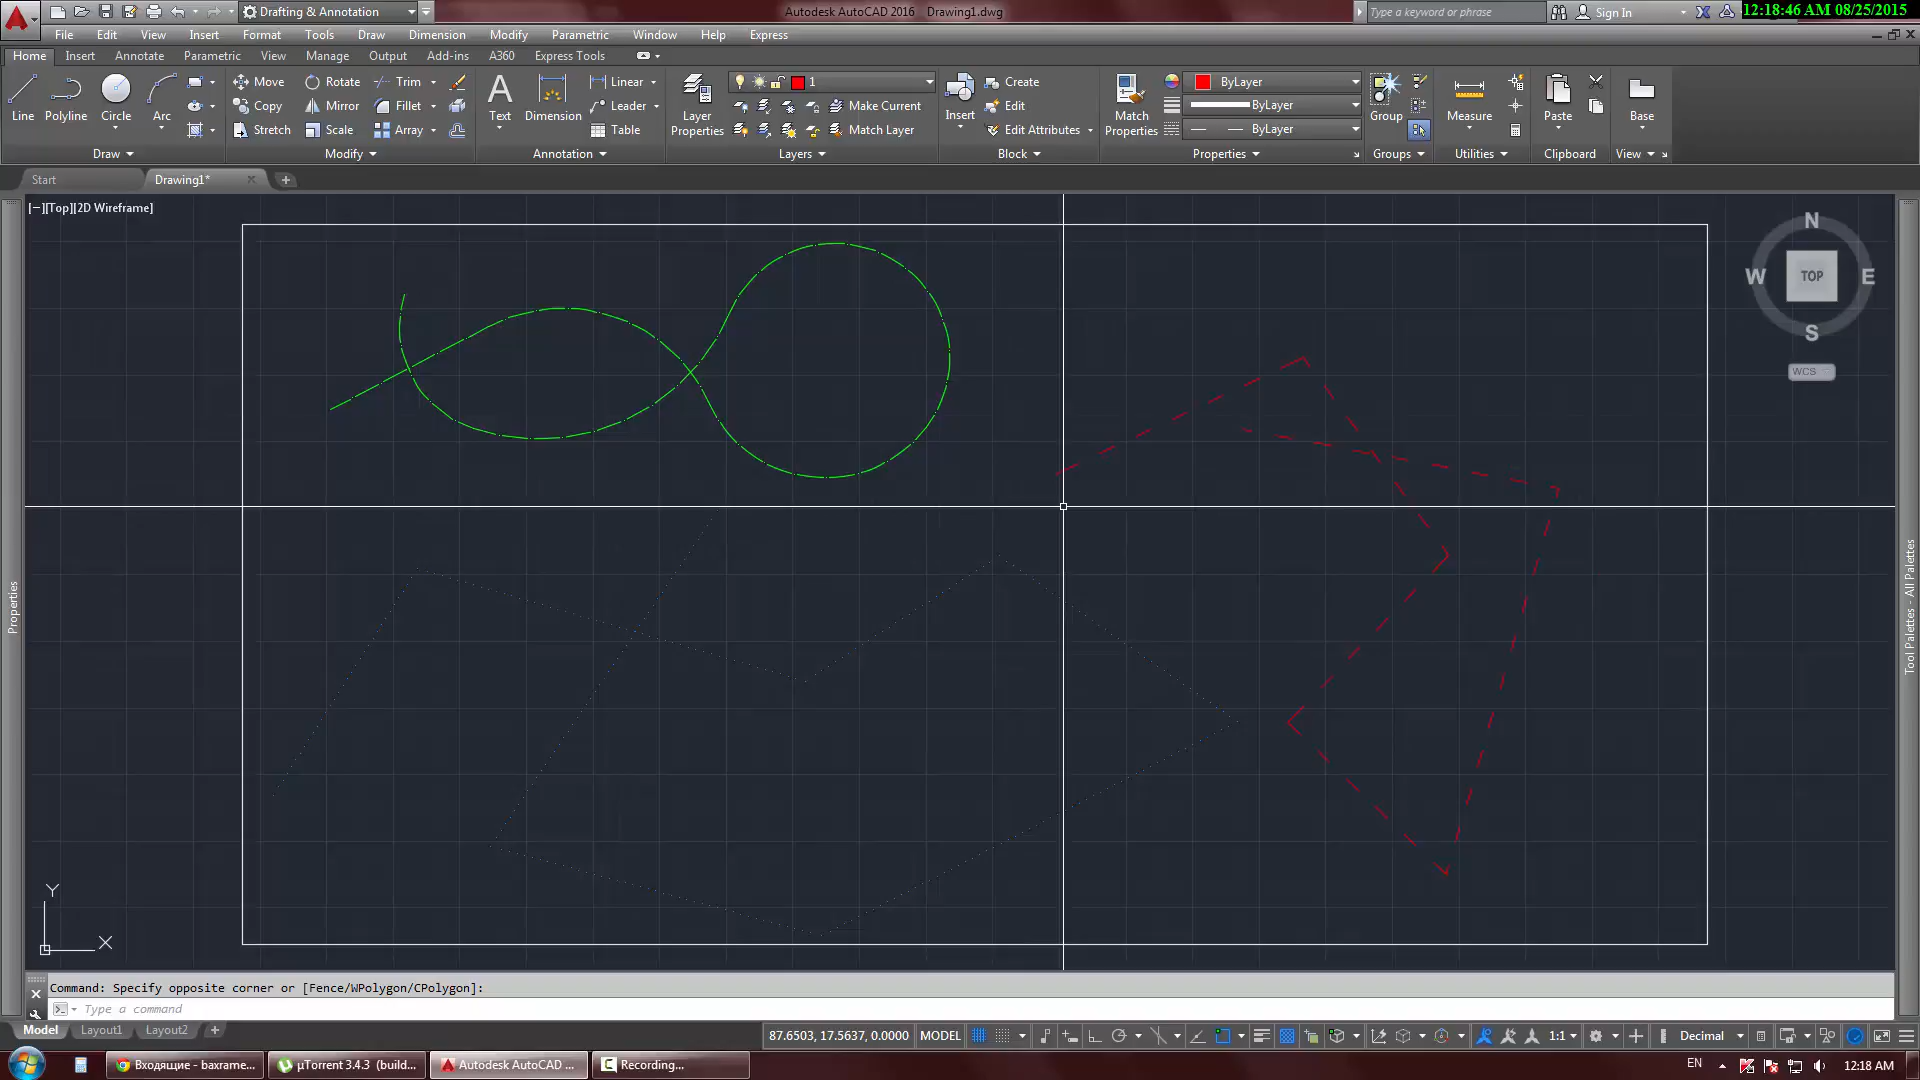 Drafting & Annotation
Autodesk AutoCAD 2016 Drawing1.dwg
Type a keyword or phrase
Sign In
12:18:46 AM 08/25/2015
File Edit View Insert Format Tools Draw Dimension Modify Parametric Window Help Express
Home Insert Annotate Parametric View Manage Output Add-ins A360 Express Tools
Line Polyline Circle Arc
Move Rotate Trim
Copy Mirror Fillet
Stretch Scale Array
Text Dimension
Linear
Leader
Table
Layer Properties
1
Make Current
Match Layer
Insert
Create
Edit
Edit Attributes
Match Properties
ByLayer
ByLayer
ByLayer
Group
Measure
Paste
Base
Draw Modify Annotation Layers Block Properties Groups Utilities Clipboard View
Start Drawing1*
[−][Top][2D Wireframe]
N
W TOP E
S
WCS
Properties
Tool Palettes - All Palettes
Y
X
Command: Specify opposite corner or [Fence/WPolygon/CPolygon]:
Type a command
Model Layout1 Layout2
87.6503, 17.5637, 0.0000 MODEL
1:1
Decimal
Входящие - baxrame...
µTorrent 3.4.3 (build...
Autodesk AutoCAD ...
Recording...
EN
12:18 AM